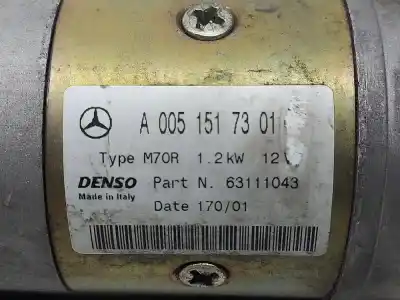 A 005 151 73 01
Type M70R 1.2kW 12V
DENSO Part N. 63111043
Made in Italy
Date 170/01